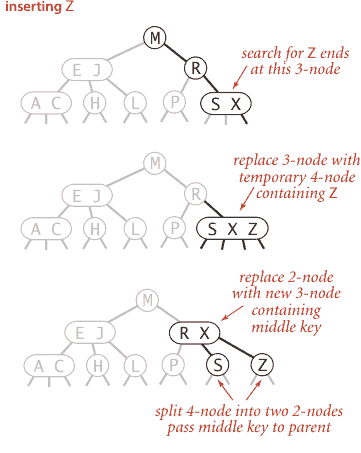 inserting Z
M
search for Z ends
at this 3-node
E J
R
A C
H
L
P
S X
replace 3-node with
temporary 4-node
containing Z
M
E J
R
A C
H
L
P
S X Z
replace 2-node
with new 3-node
containing
middle key
M
E J
R X
A C
H
L
P
S
Z
split 4-node into two 2-nodes
pass middle key to parent